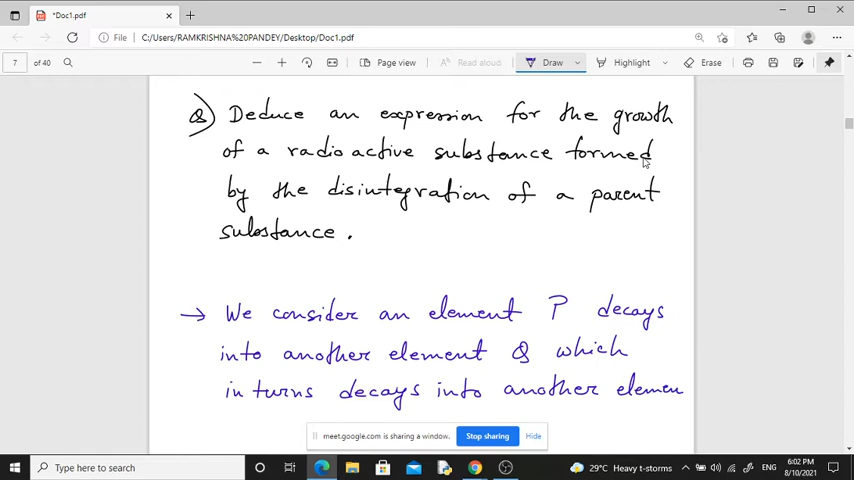 *Doc1.pdf
File C:/Users/RAMKRISHNA%20PANDEY/Desktop/Doc1.pdf
7 of 40 Page view Read aloud Draw Highlight Erase
Q) Deduce an expression for the growth
of a radioactive substance formed
by the disintegration of a parent
substance.
→ We consider an element P decays
into another element Q which
in turns decays into another elemen
meet.google.com is sharing a window. Stop sharing Hide
Type here to search
29°C Heavy t-storms ENG 6:02 PM
8/10/2021